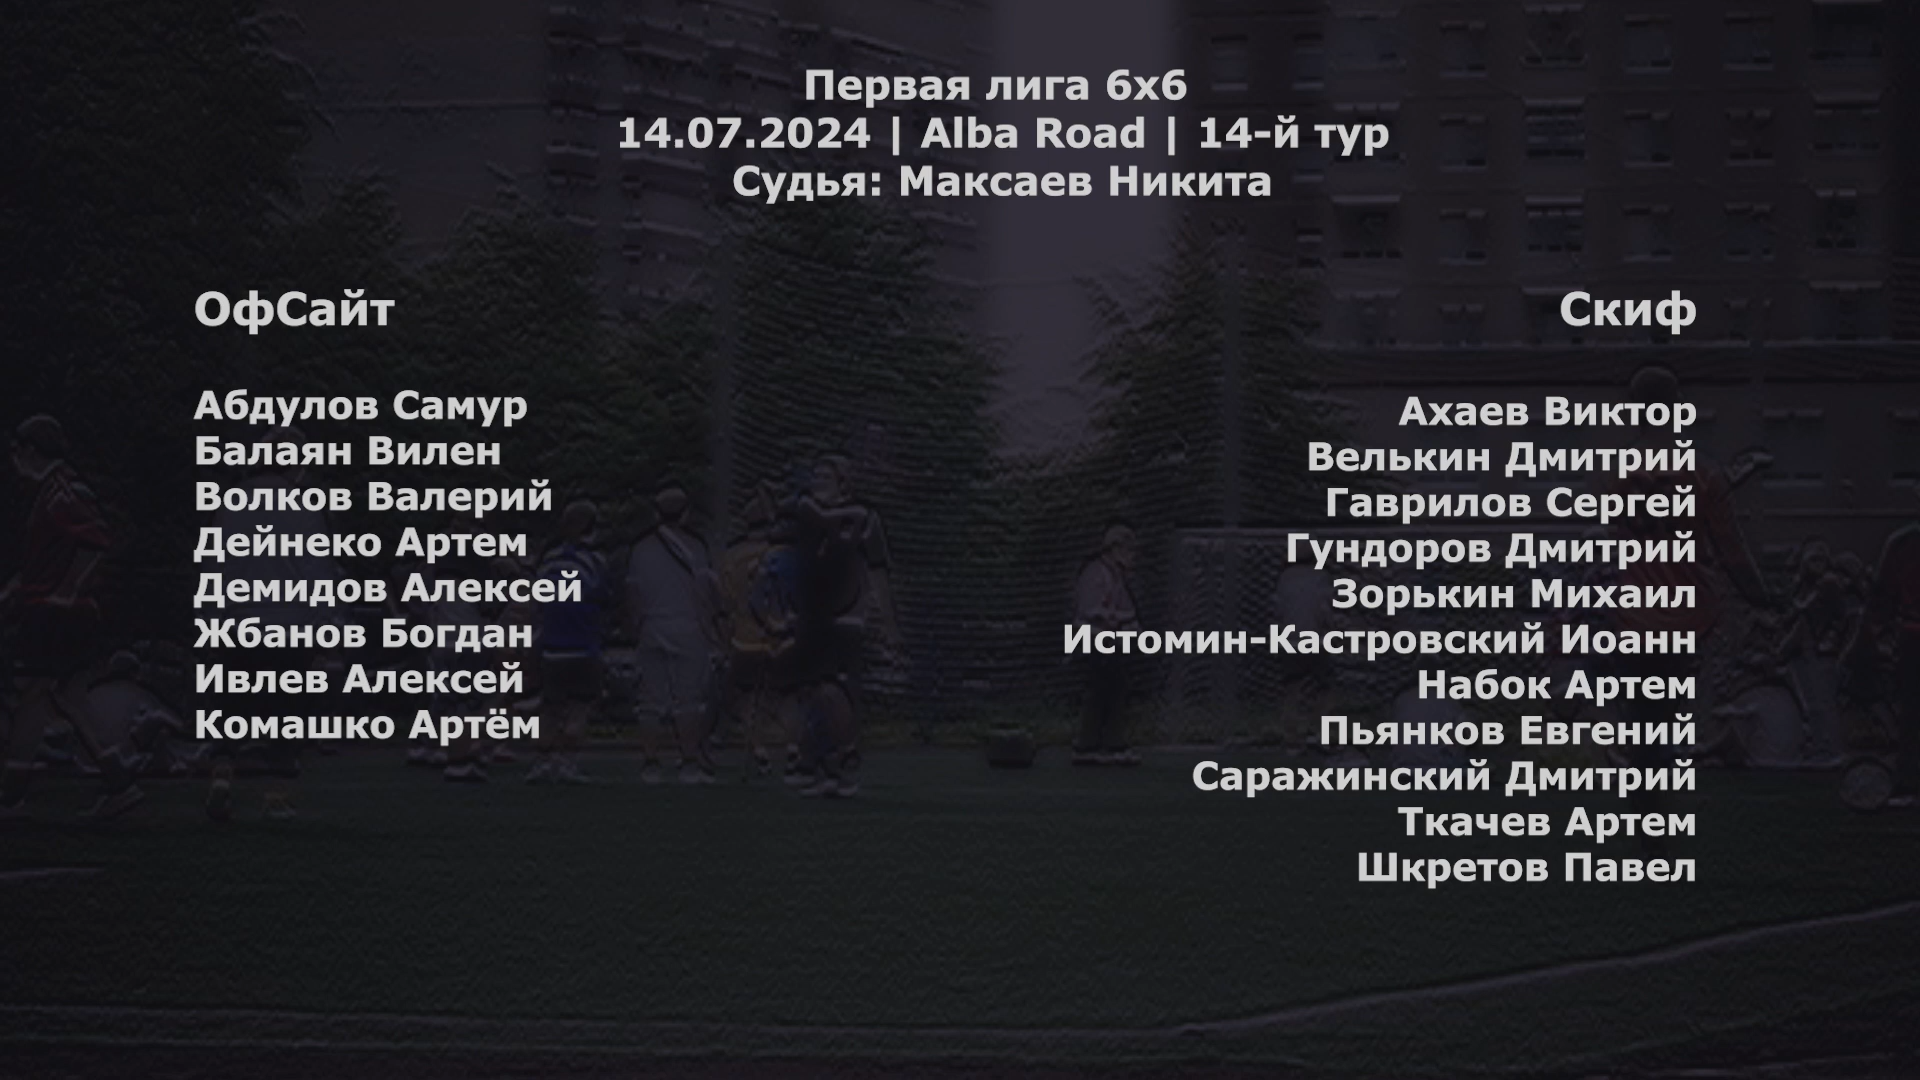 Первая лига 6х6
14.07.2024 | Alba Road | 14-й тур
Судья: Максаев Никита
ОфСайт
Абдулов Самур
Балаян Вилен
Волков Валерий
Дейнеко Артем
Демидов Алексей
Жбанов Богдан
Ивлев Алексей
Комашко Артём
Скиф
Ахаев Виктор
Велькин Дмитрий
Гаврилов Сергей
Гундоров Дмитрий
Зорькин Михаил
Истомин-Кастровский Иоанн
Набок Артем
Пьянков Евгений
Саражинский Дмитрий
Ткачев Артем
Шкретов Павел